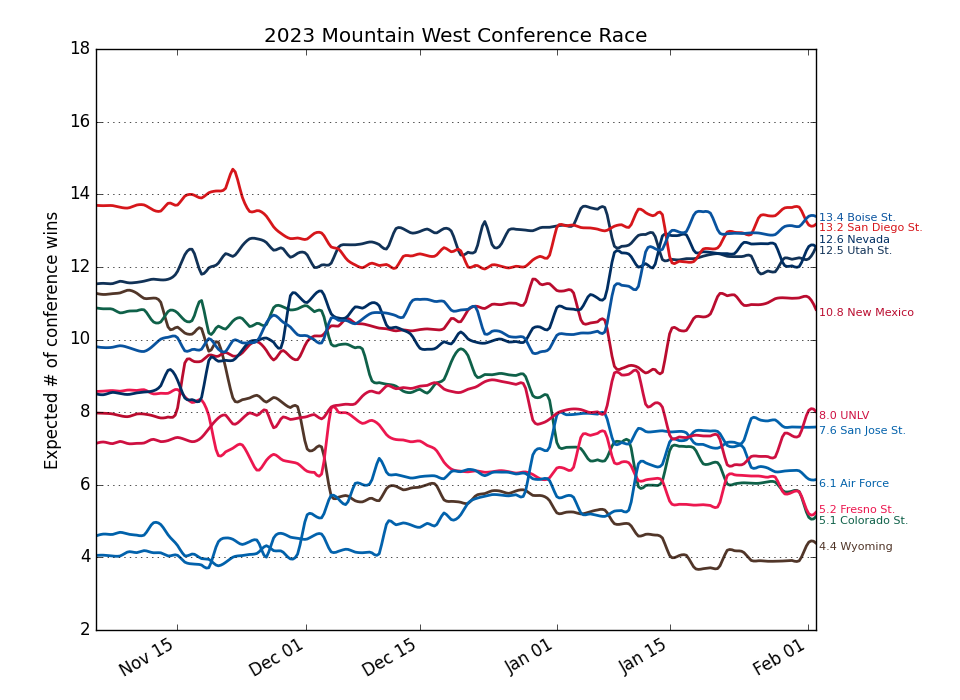 2023 Mountain West Conference Race
Expected # of conference wins
18
16
14
12
10
8
6
4
2
13.4 Boise St.
13.2 San Diego St.
12.6 Nevada
12.5 Utah St.
10.8 New Mexico
8.0 UNLV
7.6 San Jose St.
6.1 Air Force
5.2 Fresno St.
5.1 Colorado St.
4.4 Wyoming
Nov 15
Dec 01
Dec 15
Jan 01
Jan 15
Feb 01